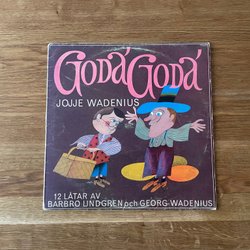 GODA'GODA'
JOJJE WADENIUS
12 LÅTAR AV
BARBRO LINDGREN och GEORG WADENIUS